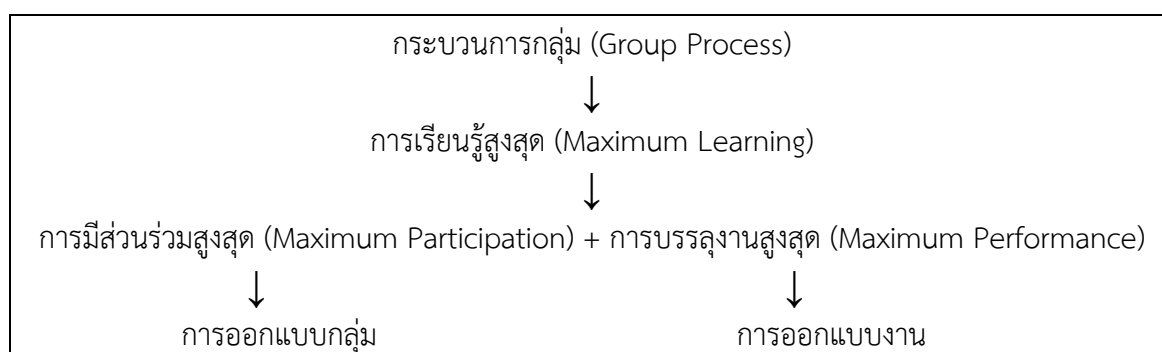 กระบวนการกลุ่ม (Group Process)
↓
การเรียนรู้สูงสุด (Maximum Learning)
↓
การมีส่วนร่วมสูงสุด (Maximum Participation) + การบรรลุงานสูงสุด (Maximum Performance)
↓ ↓
การออกแบบกลุ่ม การออกแบบงาน